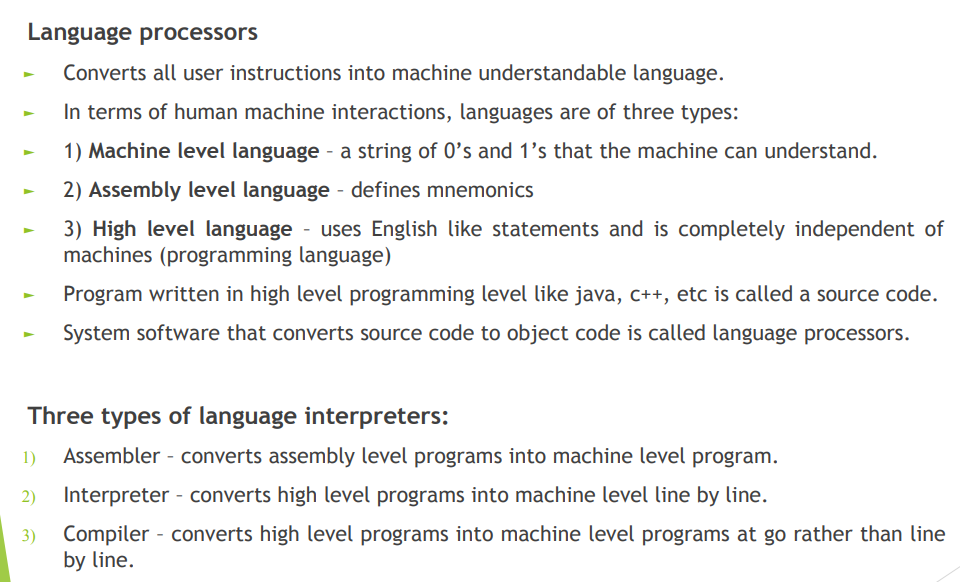 Language processors
► Converts all user instructions into machine understandable language.
► In terms of human machine interactions, languages are of three types:
► 1) Machine level language – a string of 0’s and 1’s that the machine can understand.
► 2) Assembly level language – defines mnemonics
► 3) High level language – uses English like statements and is completely independent of
machines (programming language)
► Program written in high level programming level like java, c++, etc is called a source code.
► System software that converts source code to object code is called language processors.
Three types of language interpreters:
1) Assembler – converts assembly level programs into machine level program.
2) Interpreter – converts high level programs into machine level line by line.
3) Compiler – converts high level programs into machine level programs at go rather than line
by line.